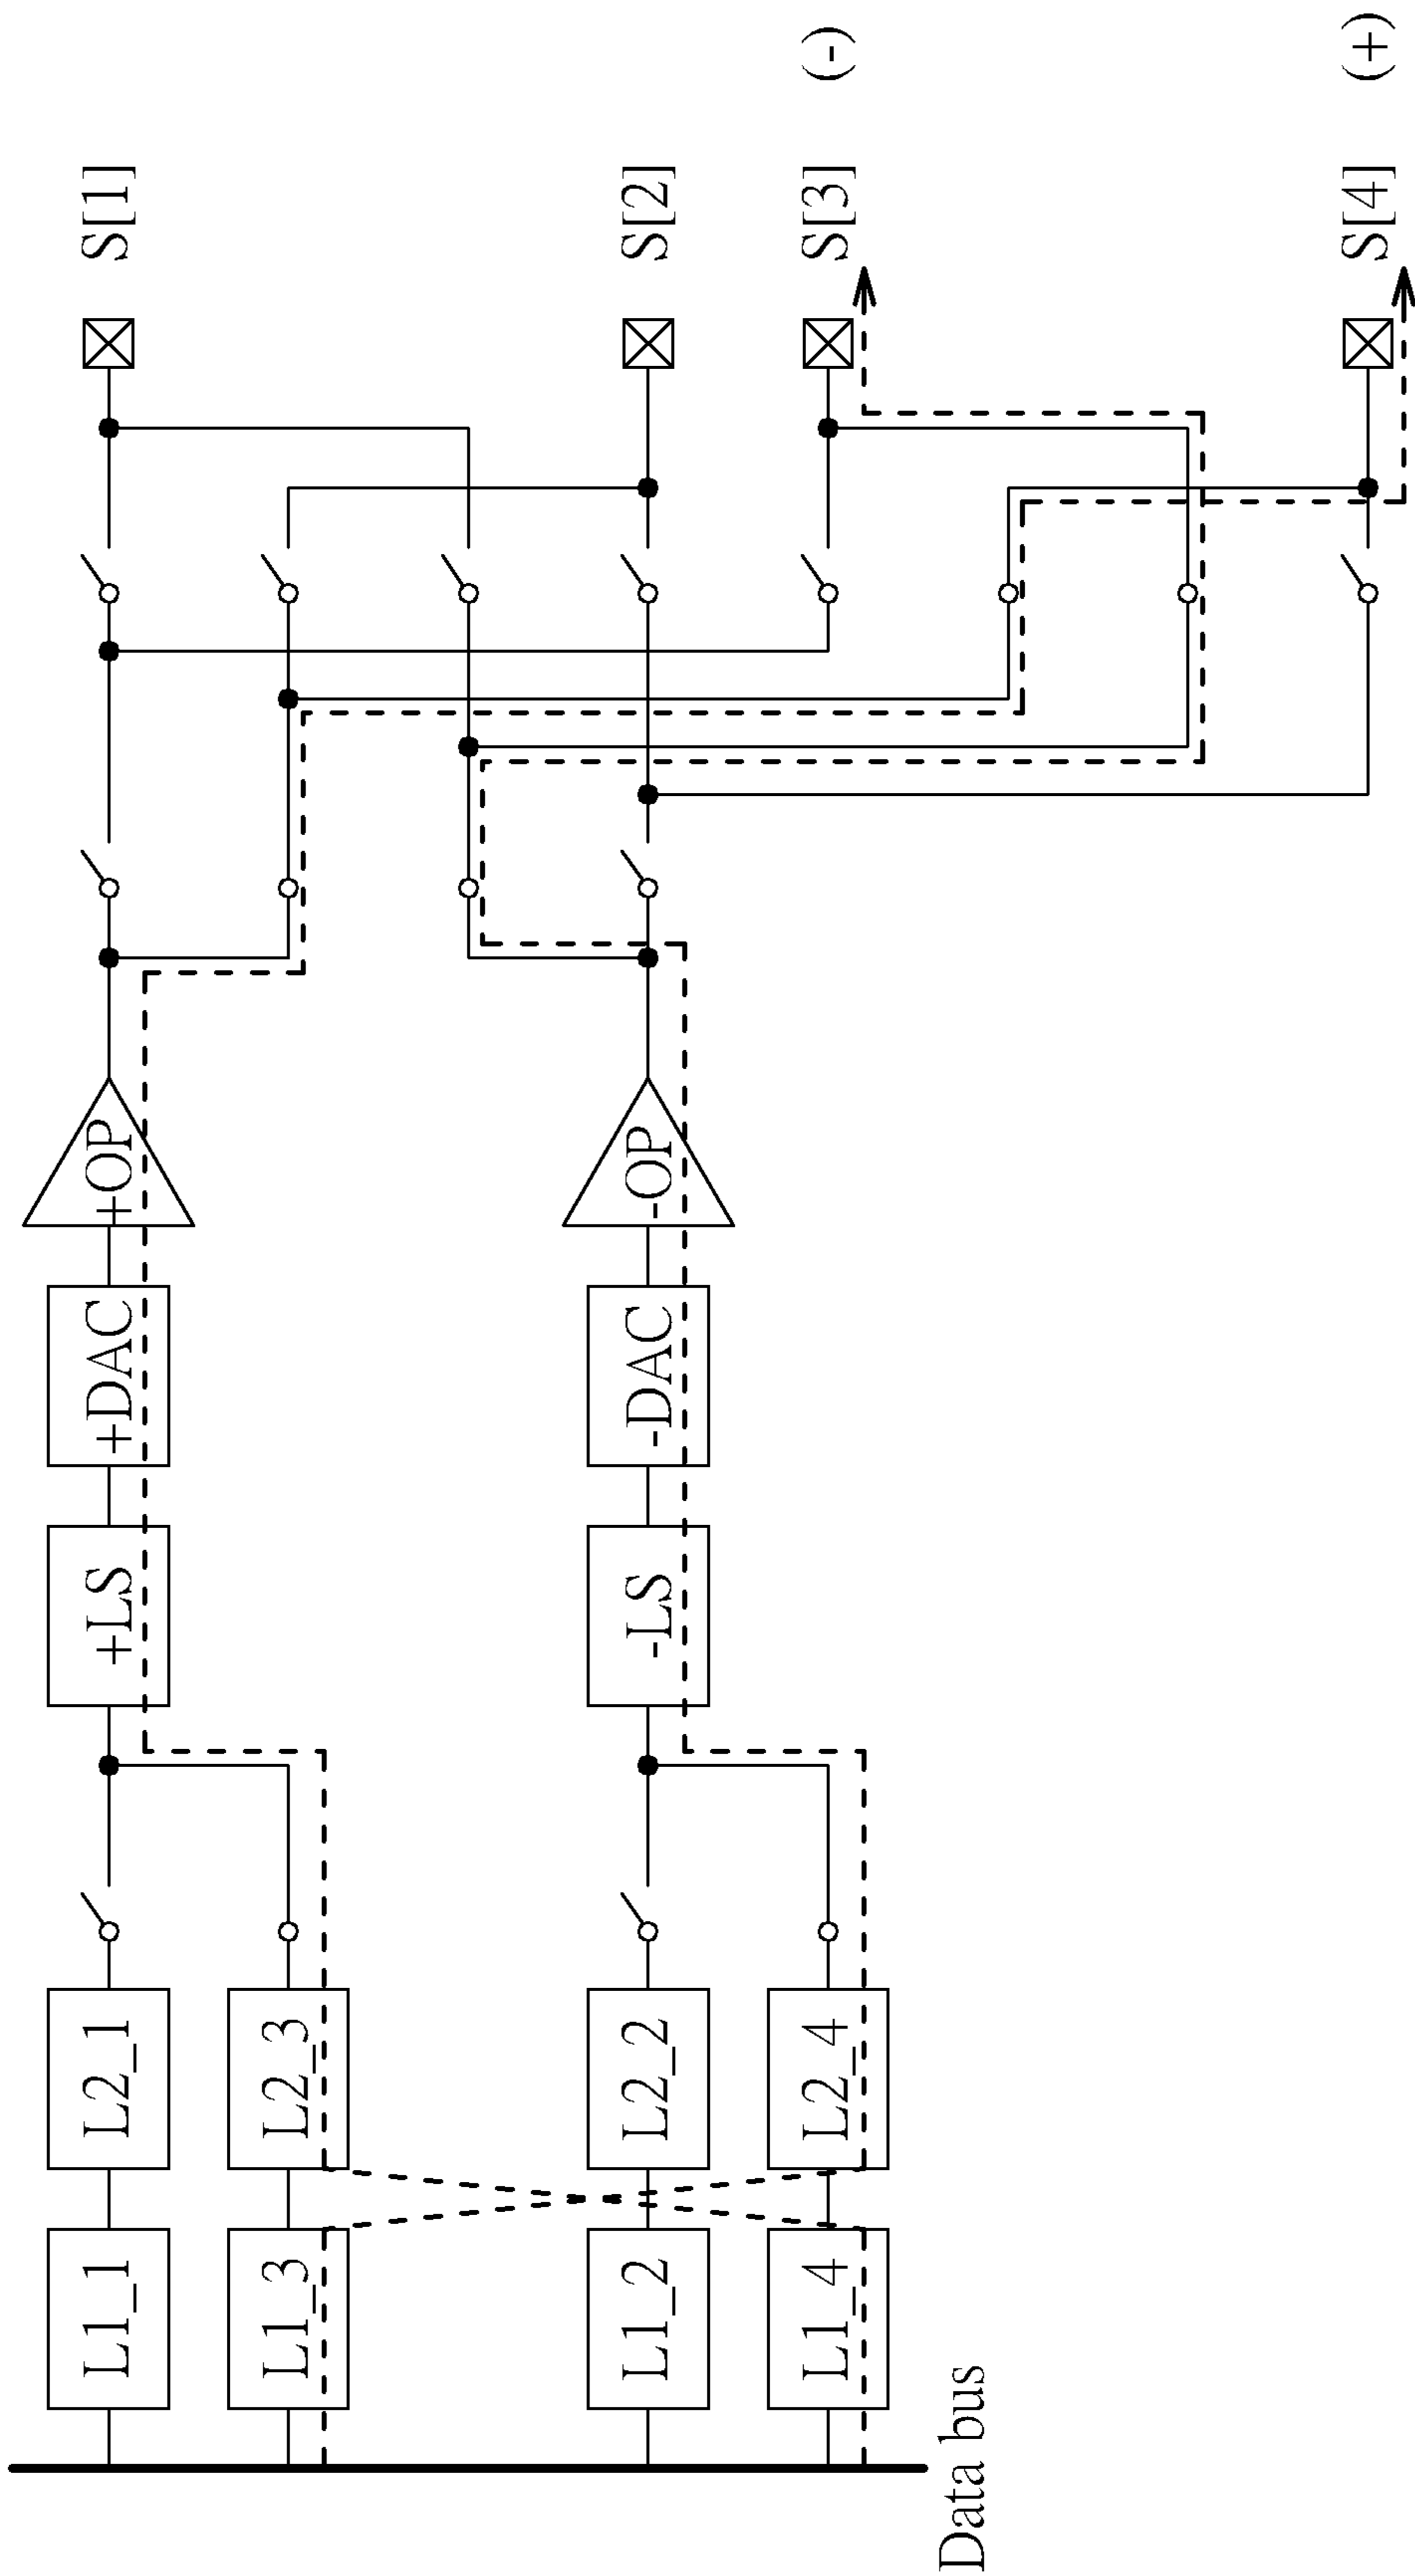 L1_1 L2_1 +LS +DAC +OP S[1]
L1_3 L2_3
L1_2 L2_2 -LS -DAC -OP S[2]
L1_4 L2_4 S[3] (-)
Data bus
S[4] (+)